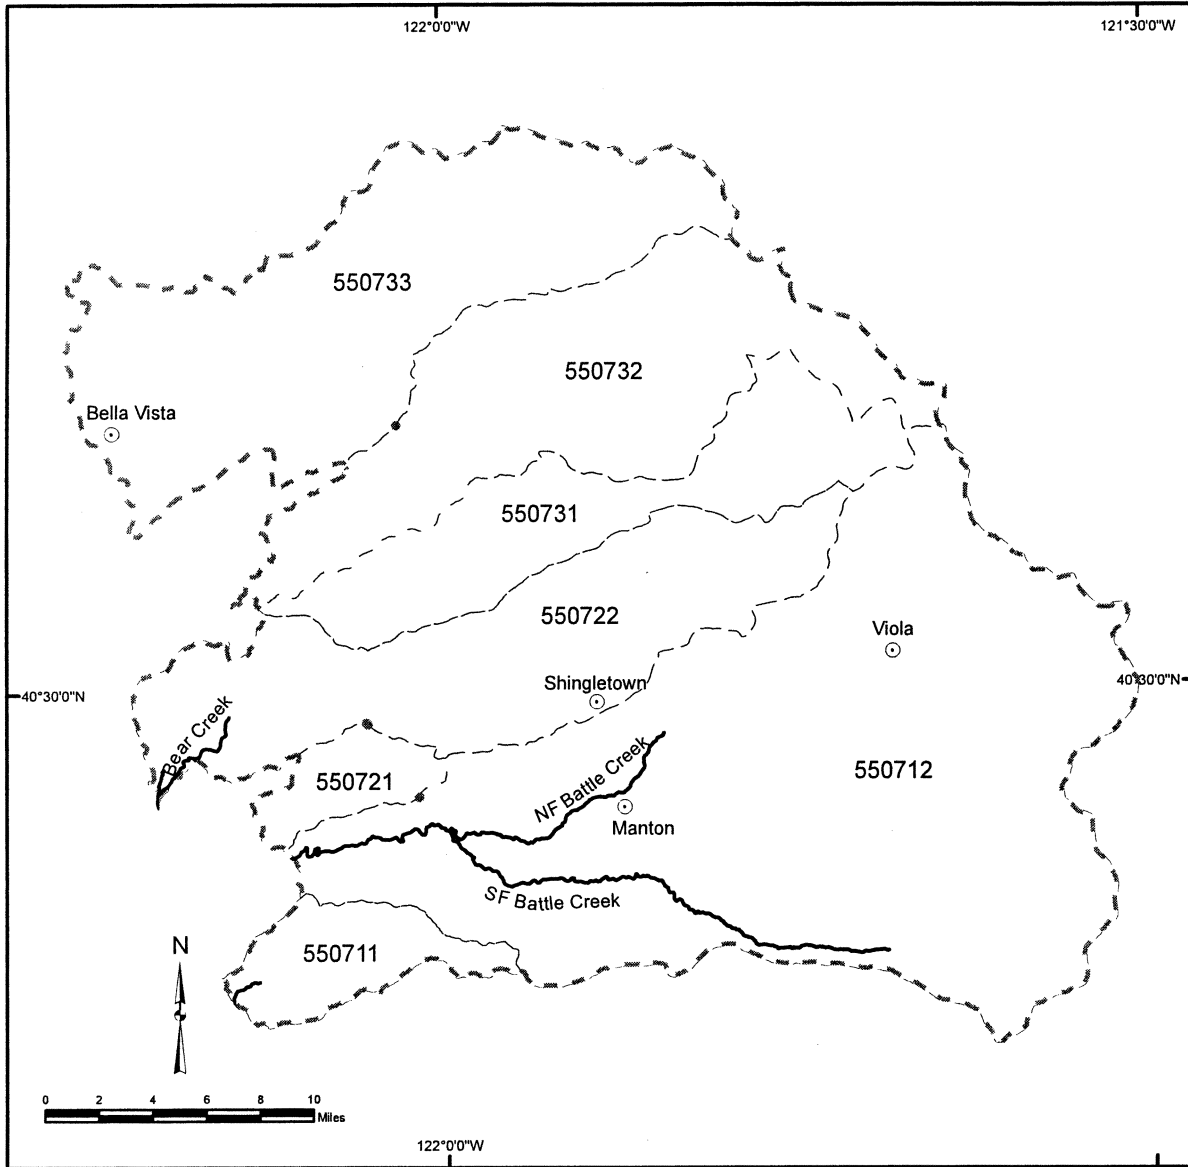 122°0'0"W
121°30'0"W
550733
550732
Bella Vista
550731
550722
Viola
Shingletown
40°30'0"N
40°30'0"N
Bear Creek
550721
NF Battle Creek
550712
Manton
SF Battle Creek
550711
N
0 2 4 6 8 10
Miles
122°0'0"W